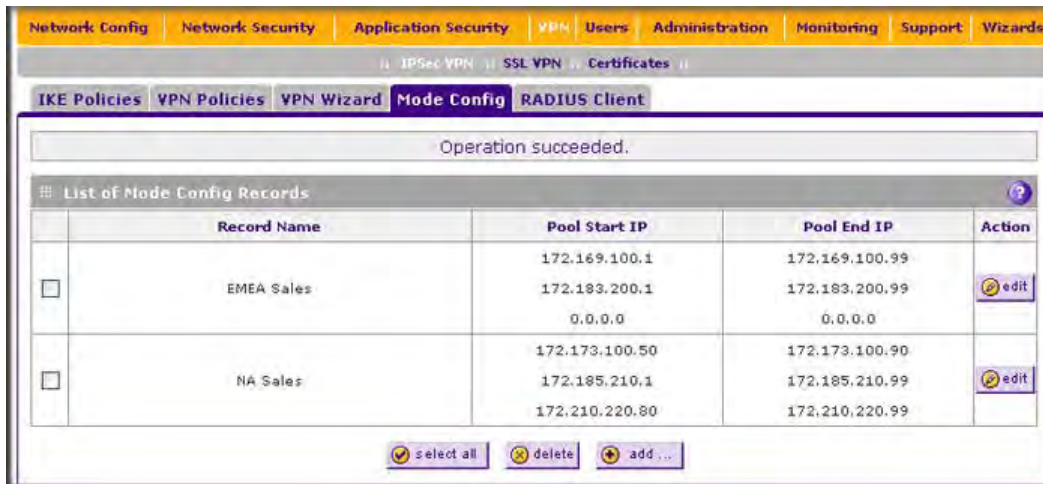 Network Config Network Security Application Security VPN Users Administration Monitoring Support Wizards
IPSec VPN SSL VPN Certificates
IKE Policies VPN Policies VPN Wizard Mode Config RADIUS Client
Operation succeeded.
List of Mode Config Records ?
Record Name Pool Start IP Pool End IP Action
172.169.100.1 172.169.100.99
EMEA Sales 172.183.200.1 172.183.200.99 edit
0.0.0.0 0.0.0.0
172.173.100.50 172.173.100.90
NA Sales 172.185.210.1 172.185.210.99 edit
172.210.220.80 172.210.220.99
select all delete add ...